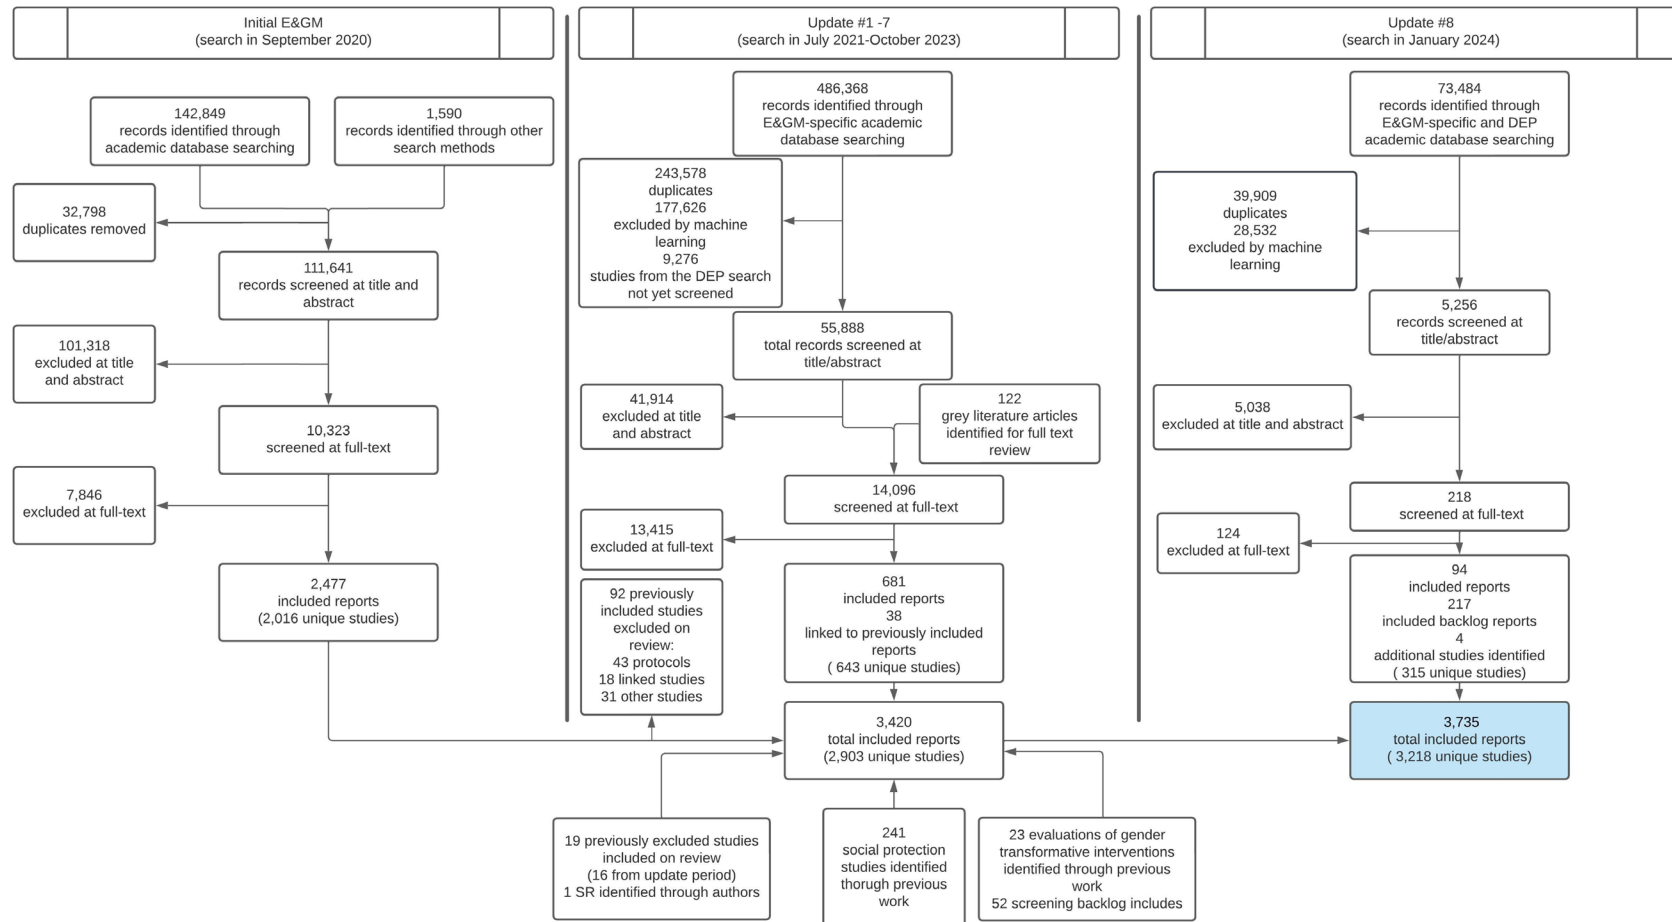 Initial E&GM
(search in September 2020)
142,849
records identified through
academic database searching
1,590
records identified through other
search methods
32,798
duplicates removed
111,641
records screened at title and
abstract
101,318
excluded at title
and abstract
10,323
screened at full-text
7,846
excluded at full-text
2,477
included reports
(2,016 unique studies)
Update #1 -7
(search in July 2021-October 2023)
486,368
records identified through
E&GM-specific academic
database searching
243,578
duplicates
177,626
excluded by machine
learning
9,276
studies from the DEP search
not yet screened
55,888
total records screened at
title/abstract
41,914
excluded at title
and abstract
122
grey literature articles
identified for full text
review
14,096
screened at full-text
13,415
excluded at full-text
681
included reports
38
linked to previously included
reports
( 643 unique studies)
92 previously
included studies
excluded on
review:
43 protocols
18 linked studies
31 other studies
3,420
total included reports
(2,903 unique studies)
19 previously excluded studies
included on review
(16 from update period)
1 SR identified through authors
241
social protection
studies identified
thorugh previous
work
23 evaluations of gender
transformative interventions
identified through previous
work
52 screening backlog includes
Update #8
(search in January 2024)
73,484
records identified through
E&GM-specific and DEP
academic database searching
39,909
duplicates
28,532
excluded by machine
learning
5,256
records screened at
title/abstract
5,038
excluded at title and abstract
218
screened at full-text
124
excluded at full-text
94
included reports
217
included backlog reports
4
additional studies identified
( 315 unique studies)
3,735
total included reports
( 3,218 unique studies)